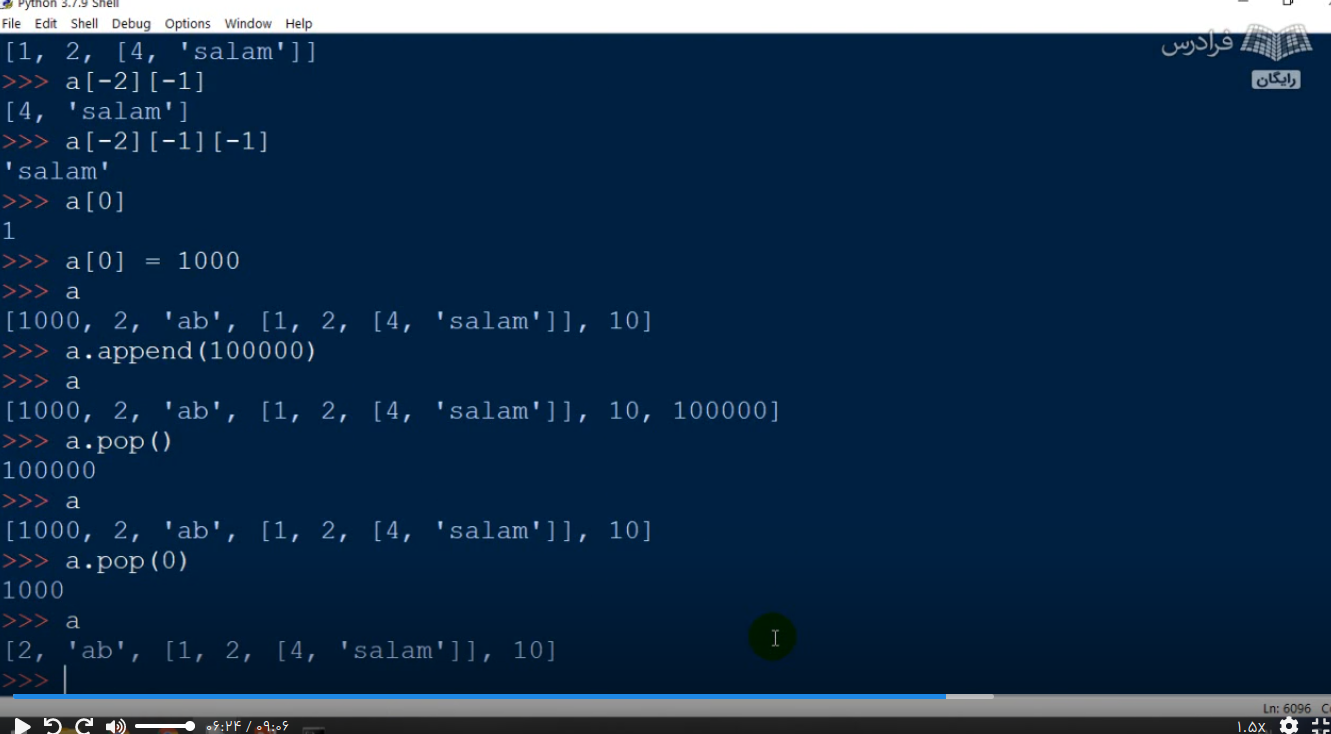 Python 3.7.9 Shell
File Edit Shell Debug Options Window Help
فرادرس
رایگان
[1, 2, [4, 'salam']]
>>> a[-2][-1]
[4, 'salam']
>>> a[-2][-1][-1]
'salam'
>>> a[0]
1
>>> a[0] = 1000
>>> a
[1000, 2, 'ab', [1, 2, [4, 'salam']], 10]
>>> a.append(100000)
>>> a
[1000, 2, 'ab', [1, 2, [4, 'salam']], 10, 100000]
>>> a.pop()
100000
>>> a
[1000, 2, 'ab', [1, 2, [4, 'salam']], 10]
>>> a.pop(0)
1000
>>> a
[2, 'ab', [1, 2, [4, 'salam']], 10]
>>>
Ln: 6096
۰۶:۲۴ / ۰۹:۰۶
۱.۵X